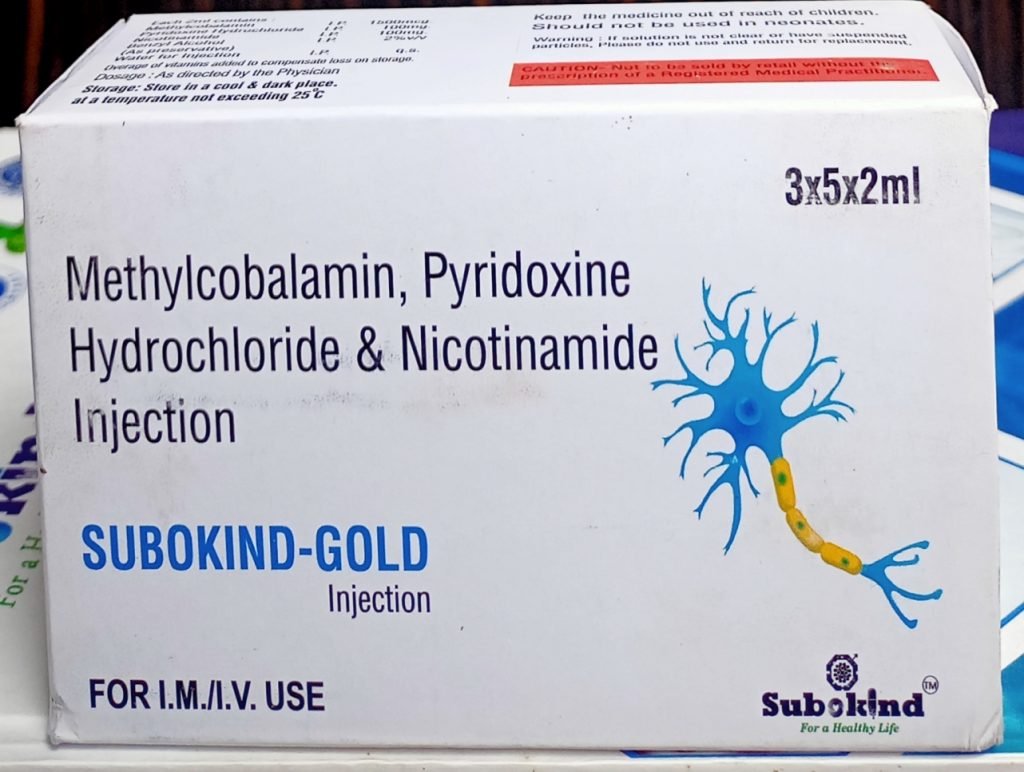 Each 2ml contains :
Methylcobalamin I.P. 1500mcg.
Pyridoxine Hydrochloride I.P. 100mg.
Nicotinamide I.P. 100mg.
Benzyl Alcohol I.P. 2%w/v
(As preservative)
Water for Injection I.P. q.s.
Overage of vitamins added to compensate loss on storage.
Dosage : As directed by the Physician
Storage: Store in a cool & dark place.
at a temperature not exceeding 25°C
Keep the medicine out of reach of children.
Should not be used in neonates.
Warning : If solution is not clear or have suspended
particles, Please do not use and return for replacement.
CAUTION- Not to be sold by retail without the
prescription of a Registered Medical Practitioner.
3x5x2ml
Methylcobalamin, Pyridoxine
Hydrochloride & Nicotinamide
Injection
SUBOKIND-GOLD
Injection
FOR I.M./I.V. USE
Subokind TM
For a Healthy Life
For a H